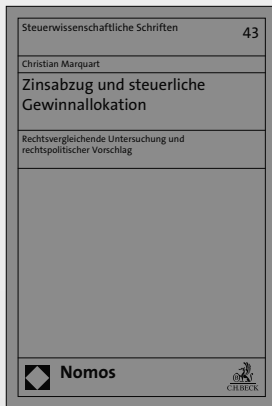 Steuerwissenschaftliche Schriften
43
Christian Marquart
Zinsabzug und steuerliche
Gewinnallokation
Rechtsvergleichende Untersuchung und
rechtspolitischer Vorschlag
Nomos
C.H.BECK